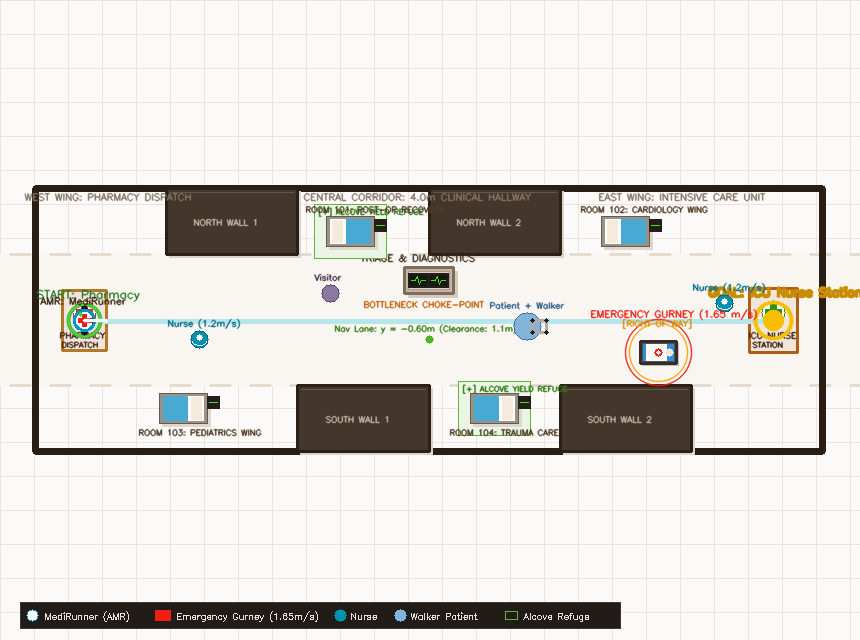 WEST WING: PHARMACY DISPATCH
CENTRAL CORRIDOR: 4.0m CLINICAL HALLWAY
EAST WING: INTENSIVE CARE UNIT
ROOM 101: POST-OP RECOVERY
[+] ALCOVE YIELD REFUGE
ROOM 102: CARDIOLOGY WING
NORTH WALL 1
NORTH WALL 2
TRIAGE & DIAGNOSTICS
Visitor
Nurse (1.2m/s)
START: Pharmacy
GOAL: ICU Nurse Station
AMR: MediRunner
BOTTLENECK CHOKE-POINT
Patient + Walker
EMERGENCY GURNEY (1.65 m/s)
[RIGHT OF WAY]
Nurse (1.2m/s)
Nav Lane: y = -0.60m (Clearance: 1.1m)
PHARMACY
DISPATCH
ICU NURSE
STATION
[+] ALCOVE YIELD REFUGE
SOUTH WALL 1
SOUTH WALL 2
ROOM 103: PEDIATRICS WING
ROOM 104: TRAUMA CARE
MediRunner (AMR)
Emergency Gurney (1.65m/s)
Nurse
Walker Patient
Alcove Refuge